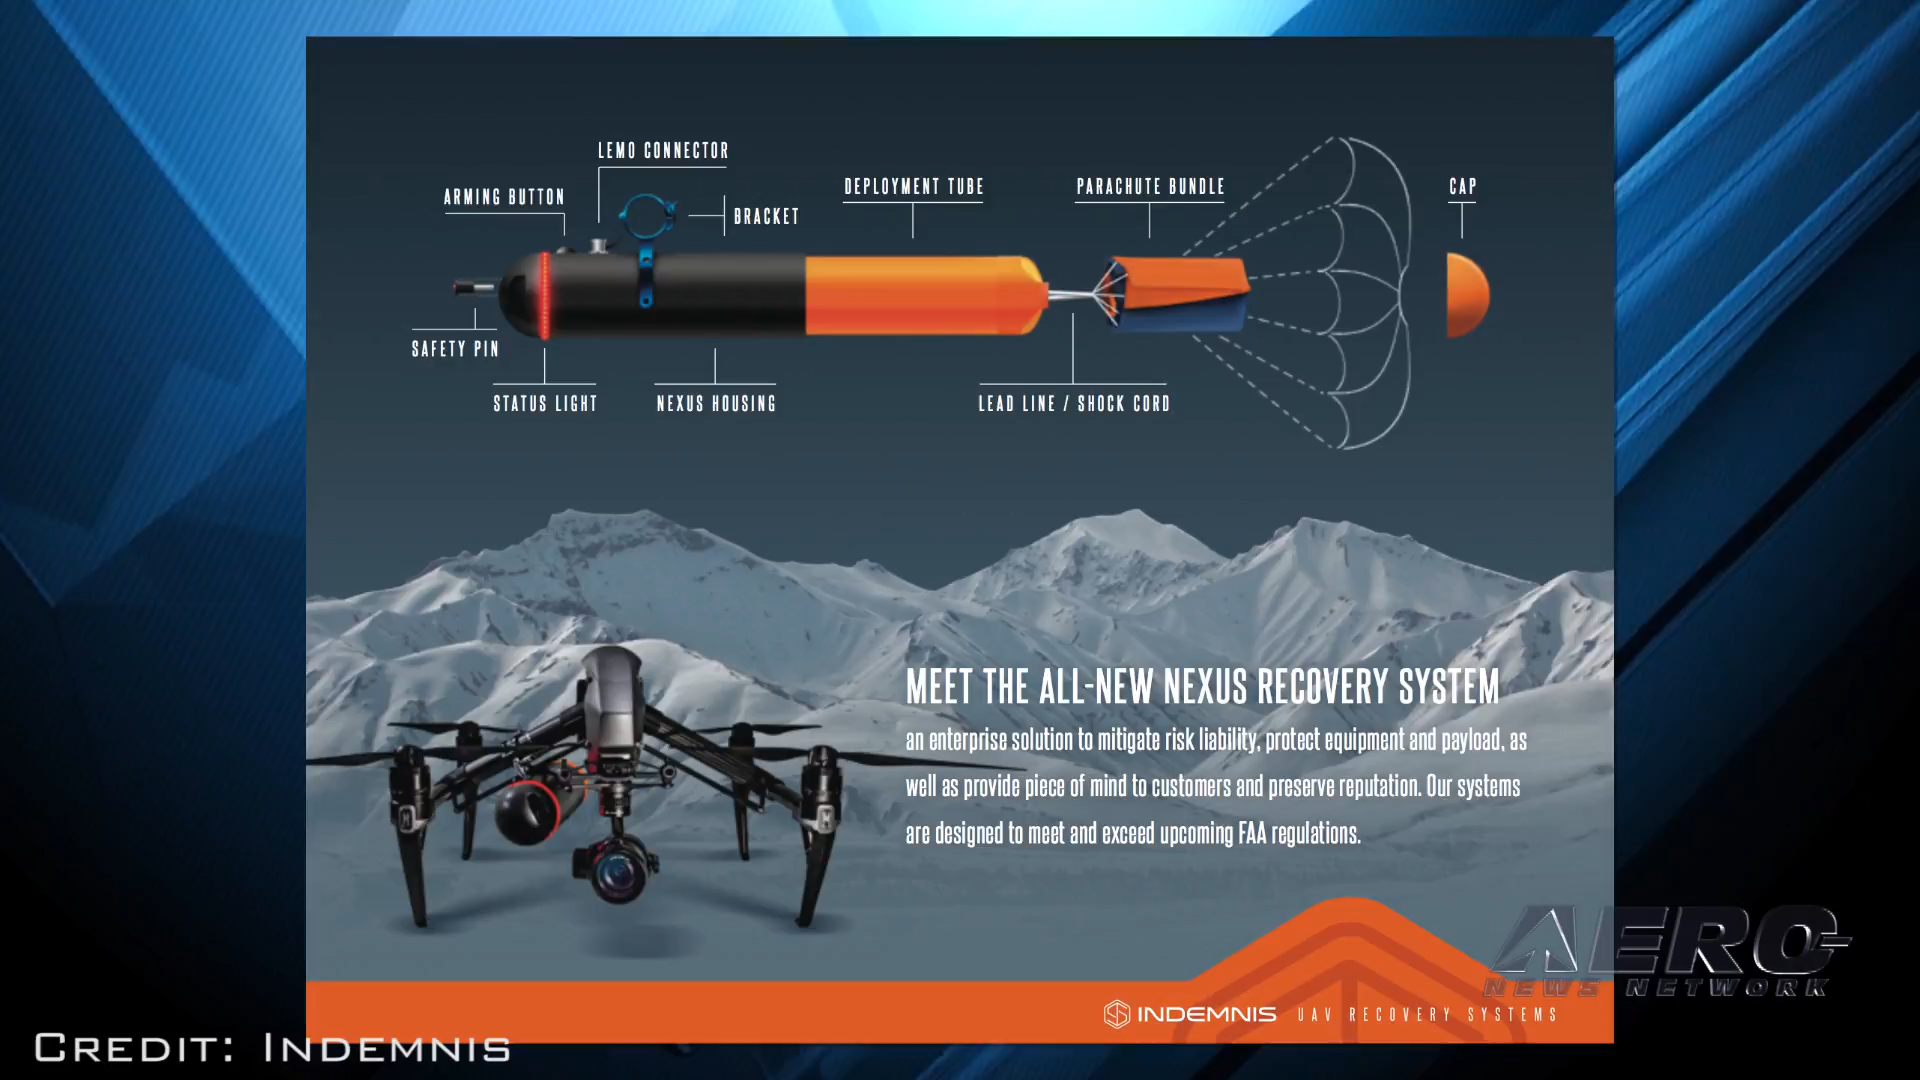 LEMO CONNECTOR
ARMING BUTTON
BRACKET
DEPLOYMENT TUBE
PARACHUTE BUNDLE
CAP
SAFETY PIN
STATUS LIGHT
NEXUS HOUSING
LEAD LINE / SHOCK CORD
MEET THE ALL-NEW NEXUS RECOVERY SYSTEM
an enterprise solution to mitigate risk liability, protect equipment and payload, as
well as provide piece of mind to customers and preserve reputation. Our systems
are designed to meet and exceed upcoming FAA regulations.
AERO
NEWS NETWORK
INDEMNIS UAV RECOVERY SYSTEMS
CREDIT: INDEMNIS